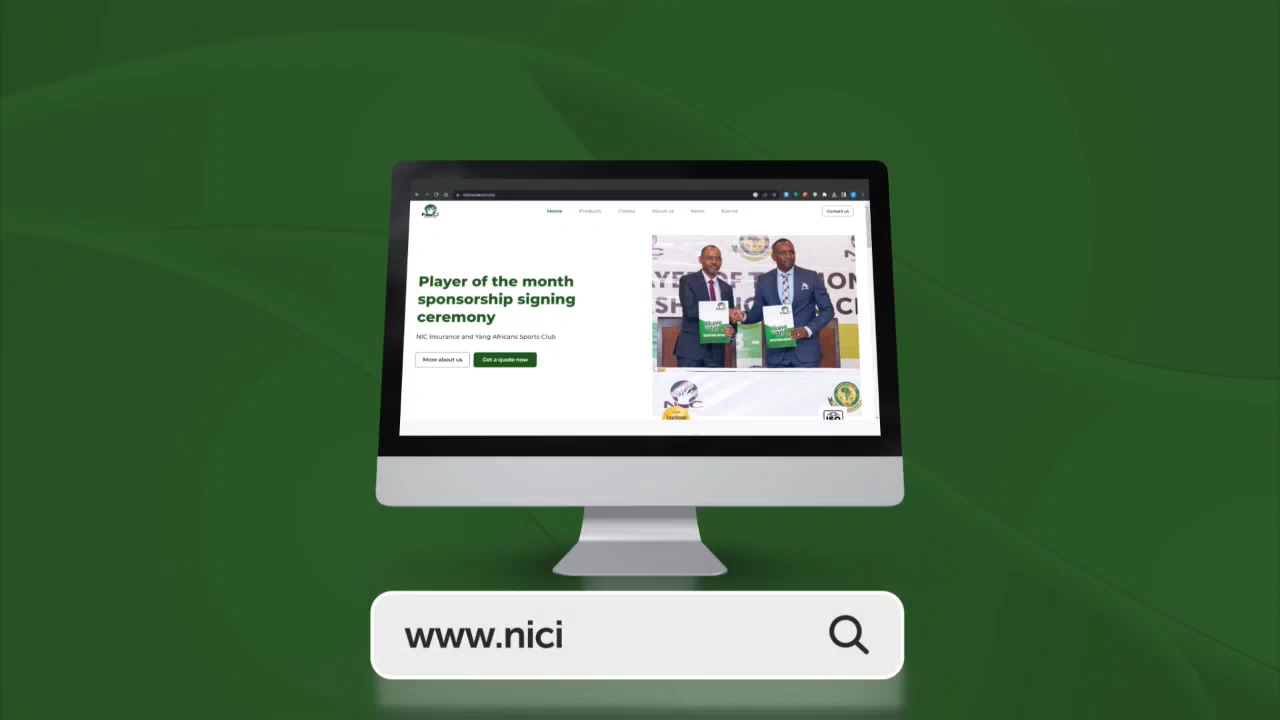 Home Products Claims About us News Events Contact us
Player of the month
sponsorship signing
ceremony
NIC Insurance and Yang Africans Sports Club
More about us Get a quote now
www.nici